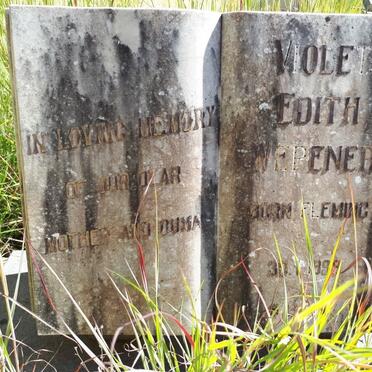 IN LOVING MEMORY
OF OUR DEAR
MOTHER AND OUMA
VIOLET
EDITH
WEPENER
BORN FLEMING